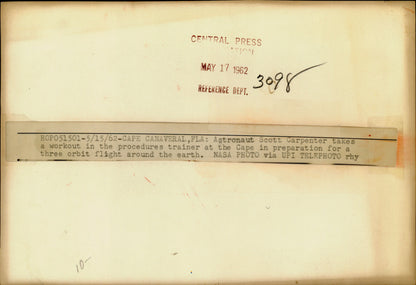 CENTRAL PRESS
MAY 17 1962
REFERENCE DEPT.
3098
HCP051501-5/15/62-CAPE CANAVERAL,FLA: Astronaut Scott Carpenter takes
a workout in the procedures trainer at the Cape in preparation for a
three orbit flight around the earth. NASA PHOTO via UPI TELEPHOTO rhy
10-